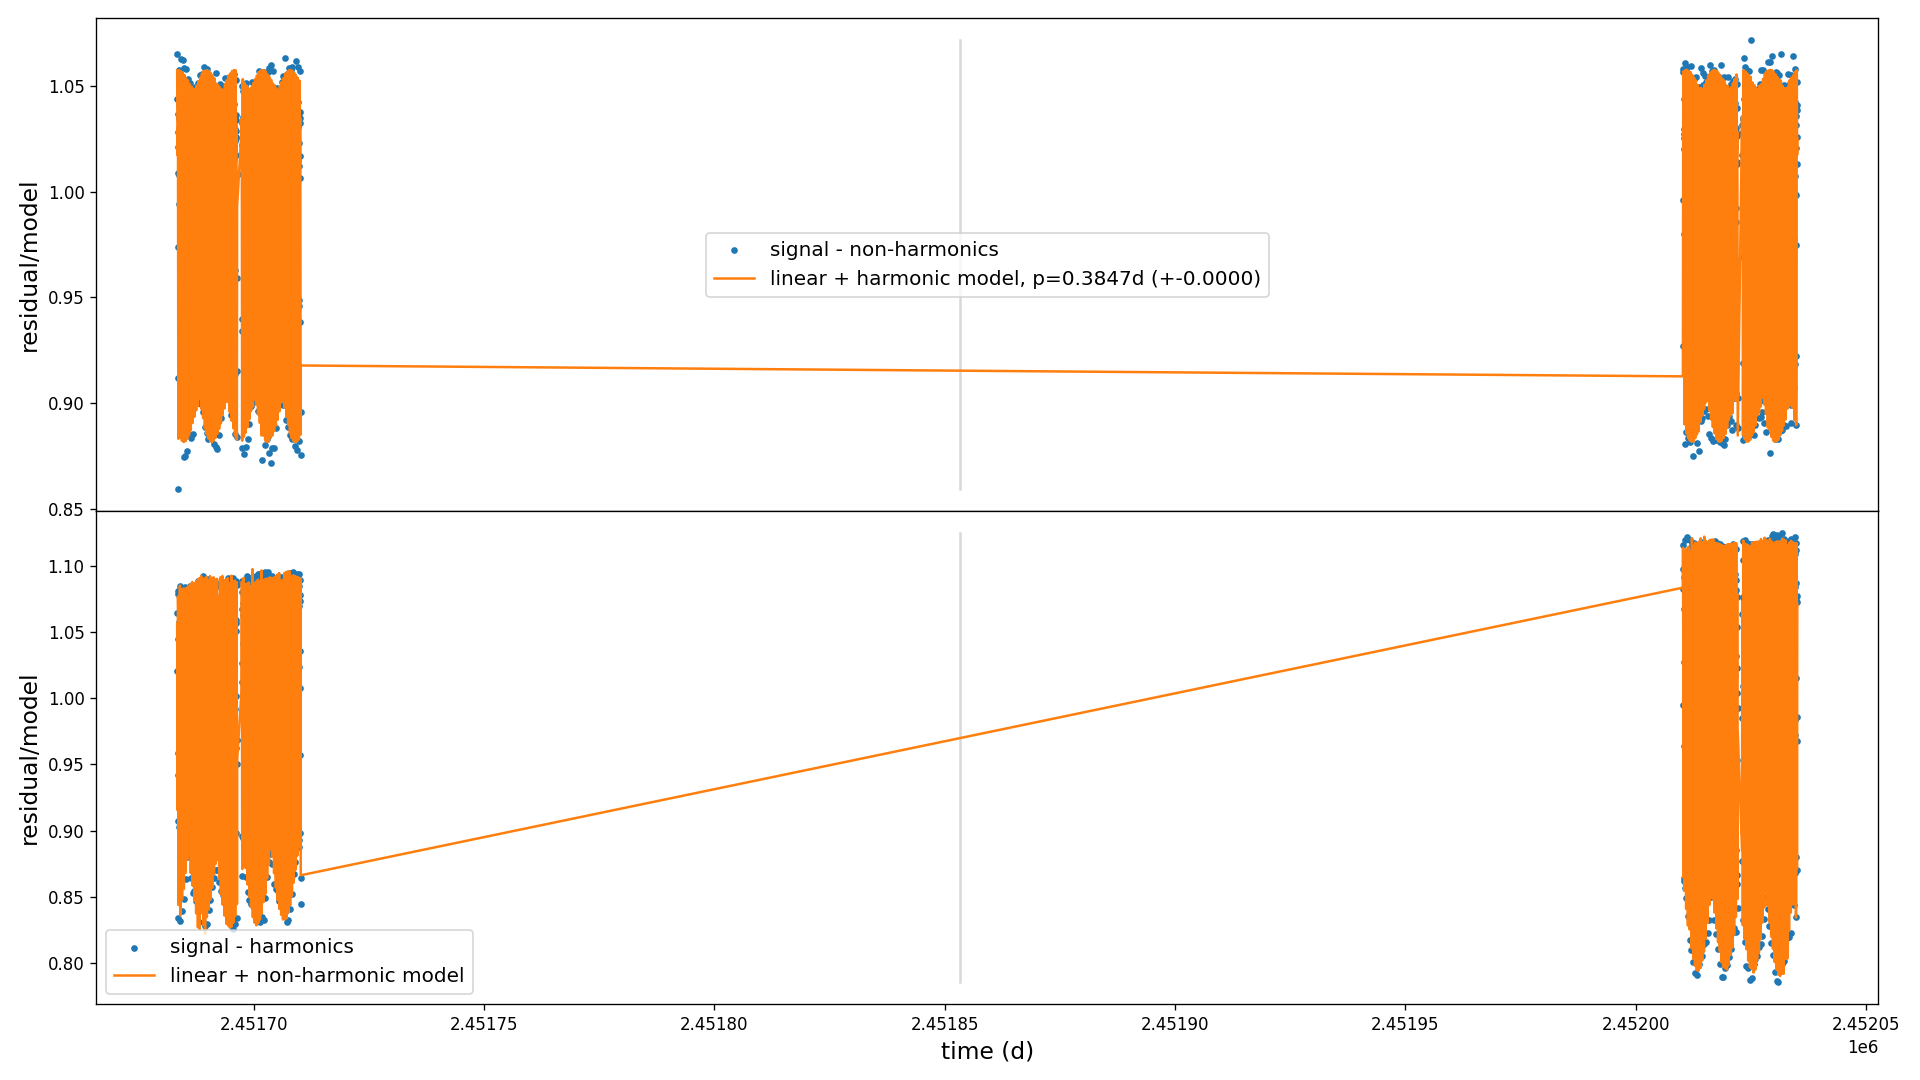 residual/model
1.05
1.00
0.95
0.90
0.85
signal - non-harmonics
linear + harmonic model, p=0.3847d (+-0.0000)
residual/model
1.10
1.05
1.00
0.95
0.90
0.85
0.80
signal - harmonics
linear + non-harmonic model
2.45170
2.45175
2.45180
2.45185
2.45190
2.45195
2.45200
2.45205
time (d)
1e6